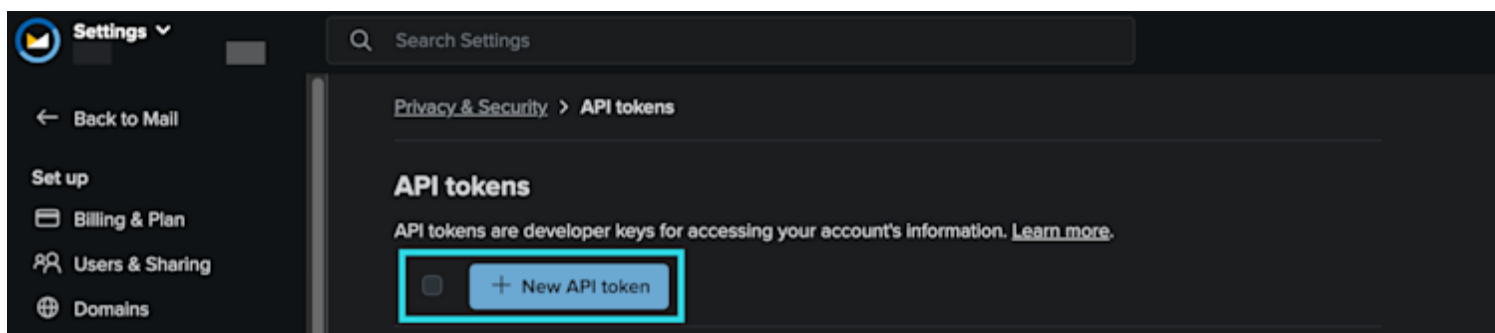 Settings
Search Settings
Back to Mail
Privacy & Security > API tokens
Set up
API tokens
Billing & Plan
API tokens are developer keys for accessing your account's information. Learn more.
Users & Sharing
+ New API token
Domains